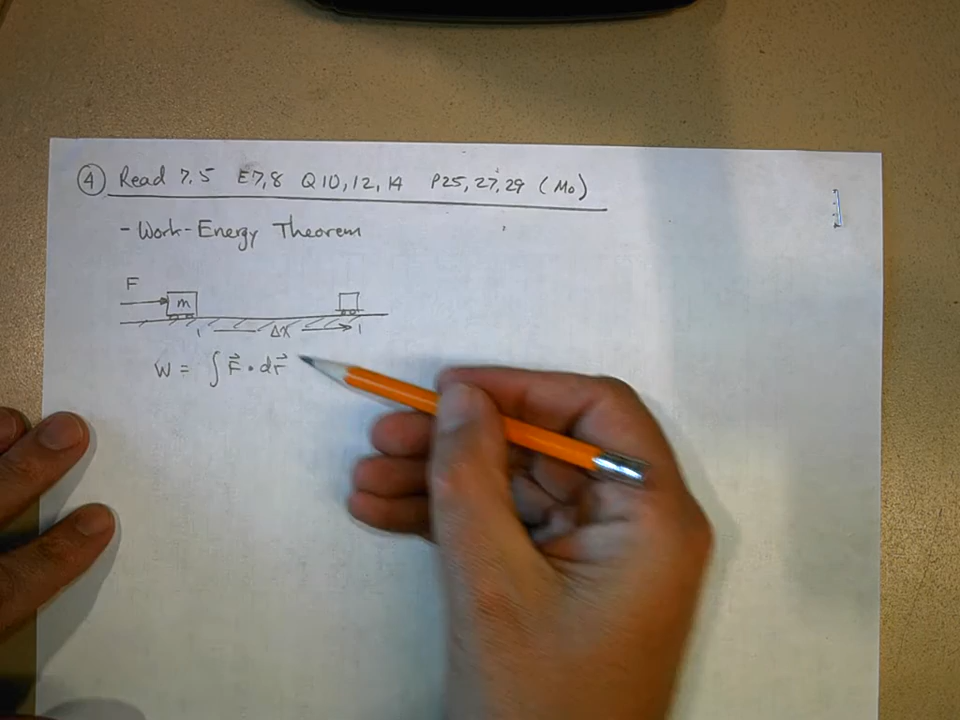 ④ Read 7.5 E7,8 Q10,12,14 P25,27,29 (Mo)
- Work-Energy Theorem
F
m
Δx
W = ∫ F⃗ • dr⃗